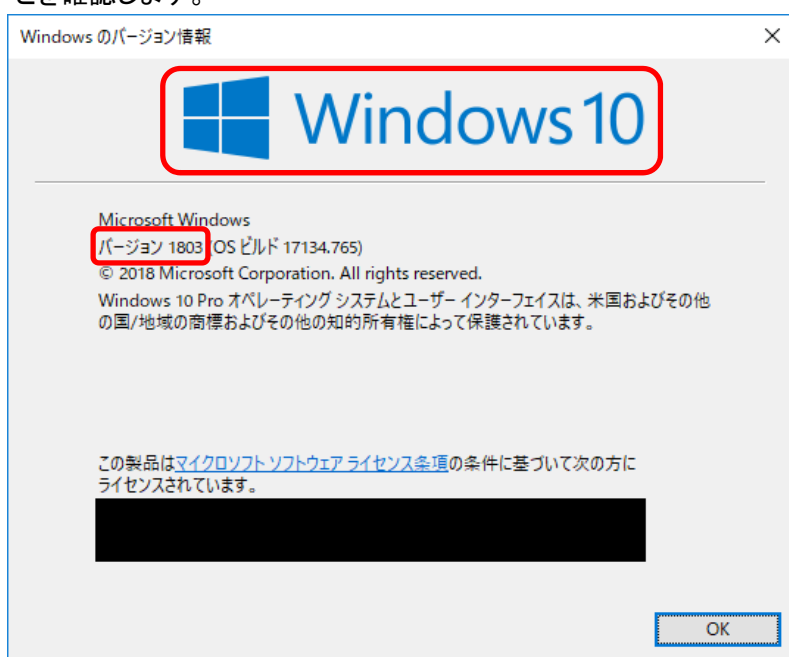 とを確認します。
Windows のバージョン情報
Windows 10
Microsoft Windows
バージョン 1803 (OS ビルド 17134.765)
© 2018 Microsoft Corporation. All rights reserved.
Windows 10 Pro オペレーティング システムとユーザー インターフェイスは、米国およびその他
の国/地域の商標およびその他の知的所有権によって保護されています。
この製品はマイクロソフト ソフトウェア ライセンス条項の条件に基づいて次の方に
ライセンスされています。
OK